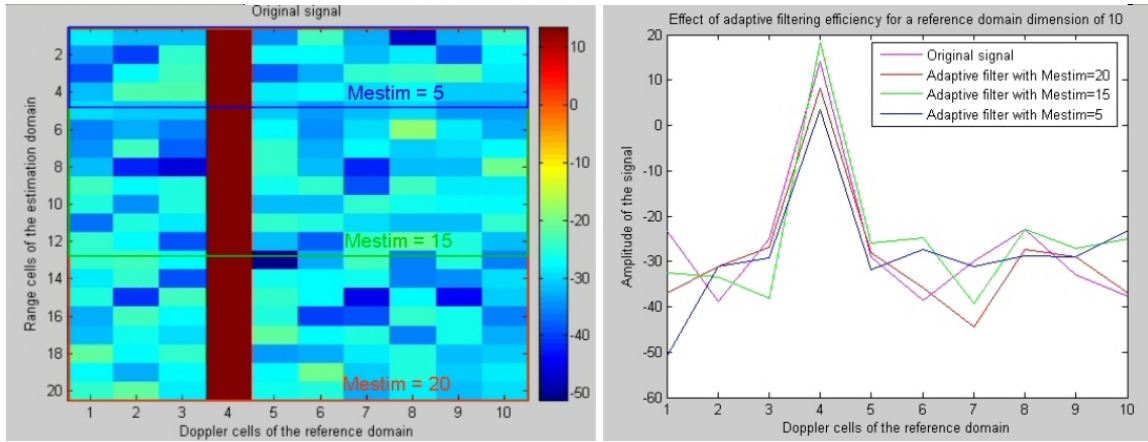 Original signal
Range cells of the estimation domain
2
4
6
8
10
12
14
16
18
20
Mestim = 5
Mestim = 15
Mestim = 20
1 2 3 4 5 6 7 8 9 10
Doppler cells of the reference domain
10
0
-10
-20
-30
-40
-50
Effect of adaptive filtering efficiency for a reference domain dimension of 10
Amplitude of the signal
20
10
0
-10
-20
-30
-40
-50
-60
Original signal
Adaptive filter with Mestim=20
Adaptive filter with Mestim=15
Adaptive filter with Mestim=5
1 2 3 4 5 6 7 8 9 10
Doppler cells of the reference domain